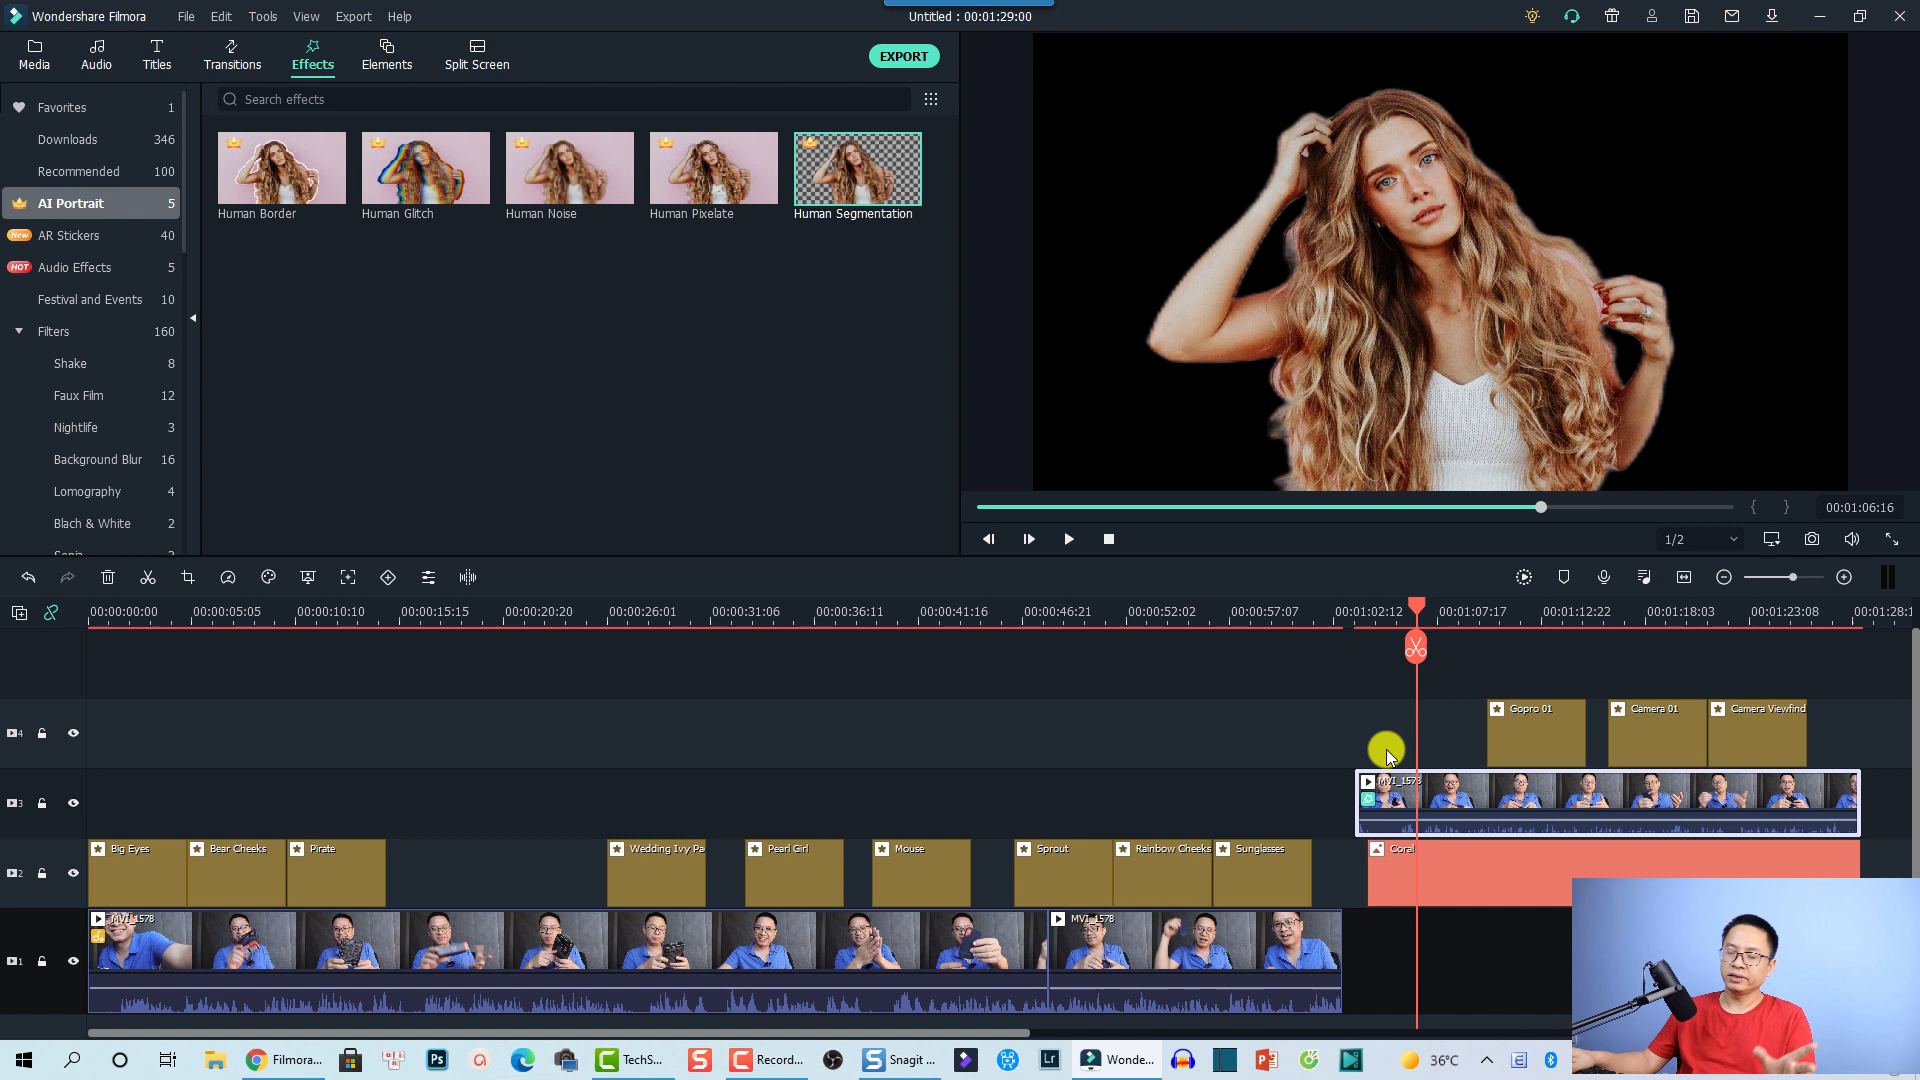 Wondershare Filmora File Edit Tools View Export Help Untitled : 00:01:29:00
Media Audio Titles Transitions Effects Elements Split Screen EXPORT
Search effects
Favorites 1
Downloads 346
Recommended 100
AI Portrait 5
New AR Stickers 40
HOT Audio Effects 5
Festival and Events 10
Filters 160
Shake 8
Faux Film 12
Nightlife 3
Background Blur 16
Lomography 4
Blach & White 2
Human Border Human Glitch Human Noise Human Pixelate Human Segmentation
{ } 00:01:06:16
1/2
00:00:00:00 00:00:05:05 00:00:10:10 00:00:15:15 00:00:20:20 00:00:26:01 00:00:31:06 00:00:36:11 00:00:41:16 00:00:46:21 00:00:52:02 00:00:57:07 00:01:02:12 00:01:07:17 00:01:12:22 00:01:18:03 00:01:23:08 00:01:28:1
4 Gopro 01 Camera 01 Camera Viewfind
3 MVI_1578
2 Big Eyes Bear Cheeks Pirate Wedding Ivy Pa Pearl Girl Mouse Sprout Rainbow Cheeks Sunglasses Coral
1 MVI_1578 MVI_1578
Filmora... Ps TechS... Record... Snagit ... Lr Wonde... 36°C